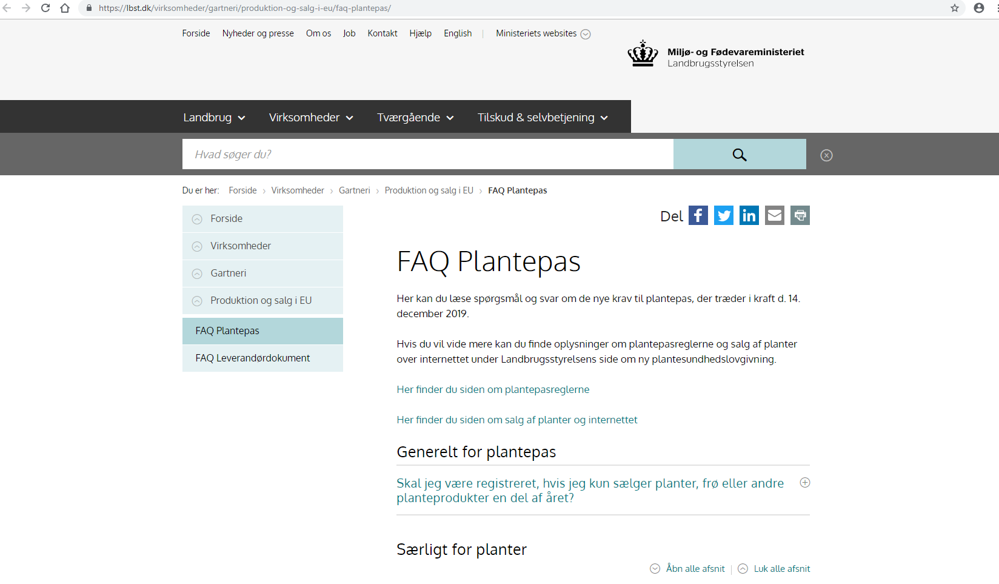 https://lbst.dk/virksomheder/gartneri/produktion-og-salg-i-eu/faq-plantepas/
Forside Nyheder og presse Om os Job Kontakt Hjælp English | Ministeriets websites
Miljø- og Fødevareministeriet
Landbrugsstyrelsen
Landbrug Virksomheder Tværgående Tilskud & selvbetjening
Hvad søger du?
Du er her: Forside › Virksomheder › Gartneri › Produktion og salg i EU › FAQ Plantepas
Forside
Virksomheder
Gartneri
Produktion og salg i EU
FAQ Plantepas
FAQ Leverandørdokument
Del
FAQ Plantepas
Her kan du læse spørgsmål og svar om de nye krav til plantepas, der træder i kraft d. 14.
december 2019.
Hvis du vil vide mere kan du finde oplysninger om plantepasreglerne og salg af planter
over internettet under Landbrugsstyrelsens side om ny plantesundhedslovgivning.
Her finder du siden om plantepasreglerne
Her finder du siden om salg af planter og internettet
Generelt for plantepas
Skal jeg være registreret, hvis jeg kun sælger planter, frø eller andre
planteprodukter en del af året?
Særligt for planter
Åbn alle afsnit | Luk alle afsnit